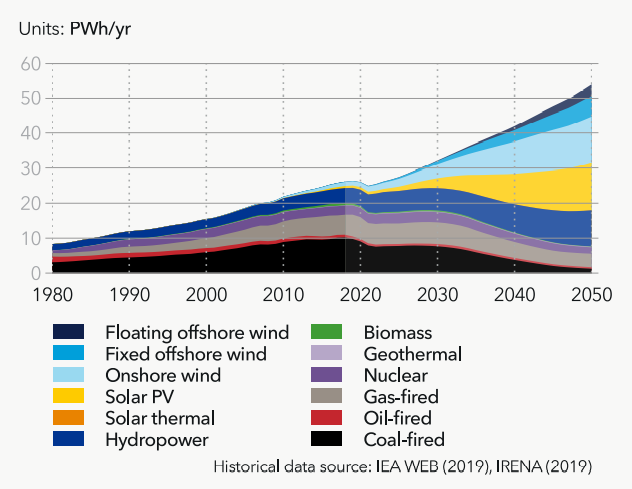 Units: PWh/yr
60
50
40
30
20
10
0
1980 1990 2000 2010 2020 2030 2040 2050
Floating offshore wind
Fixed offshore wind
Onshore wind
Solar PV
Solar thermal
Hydropower
Biomass
Geothermal
Nuclear
Gas-fired
Oil-fired
Coal-fired
Historical data source: IEA WEB (2019), IRENA (2019)